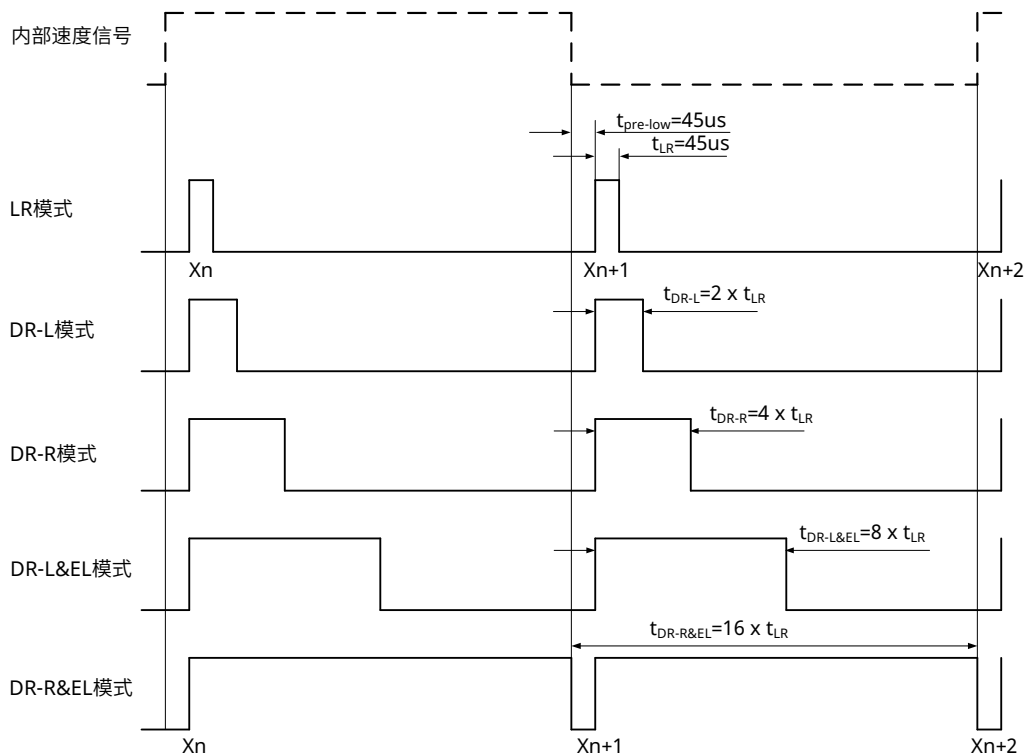 内部速度信号
tpre-low=45us
tLR=45us
LR模式
Xn
Xn+1
Xn+2
tDR-L=2 x tLR
DR-L模式
tDR-R=4 x tLR
DR-R模式
tDR-L&EL=8 x tLR
DR-L&EL模式
tDR-R&EL=16 x tLR
DR-R&EL模式
Xn
Xn+1
Xn+2